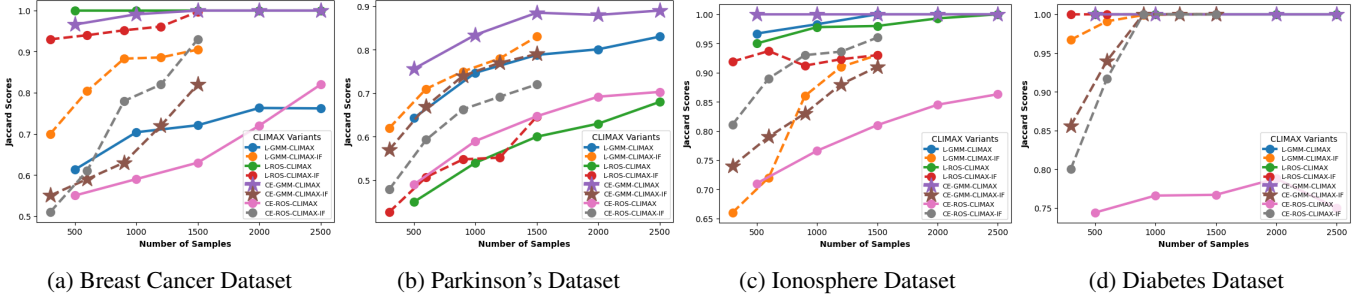 Jaccard Scores
1.0
0.9
0.8
0.7
0.6
0.5
500
1000
1500
2000
2500
Number of Samples
CLIMAX Variants
L-GMM-CLIMAX
L-GMM-CLIMAX-IF
L-ROS-CLIMAX
L-ROS-CLIMAX-IF
CE-GMM-CLIMAX
CE-GMM-CLIMAX-IF
CE-ROS-CLIMAX
CE-ROS-CLIMAX-IF
(a) Breast Cancer Dataset
Jaccard Scores
0.9
0.8
0.7
0.6
0.5
500
1000
1500
2000
2500
Number of Samples
CLIMAX Variants
L-GMM-CLIMAX
L-GMM-CLIMAX-IF
L-ROS-CLIMAX
L-ROS-CLIMAX-IF
CE-GMM-CLIMAX
CE-GMM-CLIMAX-IF
CE-ROS-CLIMAX
CE-ROS-CLIMAX-IF
(b) Parkinson's Dataset
Jaccard Scores
1.00
0.95
0.90
0.85
0.80
0.75
0.70
0.65
500
1000
1500
2000
2500
Number of Samples
CLIMAX Variants
L-GMM-CLIMAX
L-GMM-CLIMAX-IF
L-ROS-CLIMAX
L-ROS-CLIMAX-IF
CE-GMM-CLIMAX
CE-GMM-CLIMAX-IF
CE-ROS-CLIMAX
CE-ROS-CLIMAX-IF
(c) Ionosphere Dataset
Jaccard Scores
1.00
0.95
0.90
0.85
0.80
0.75
500
1000
1500
2000
2500
Number of Samples
CLIMAX Variants
L-GMM-CLIMAX
L-GMM-CLIMAX-IF
L-ROS-CLIMAX
L-ROS-CLIMAX-IF
CE-GMM-CLIMAX
CE-GMM-CLIMAX-IF
CE-ROS-CLIMAX
CE-ROS-CLIMAX-IF
(d) Diabetes Dataset